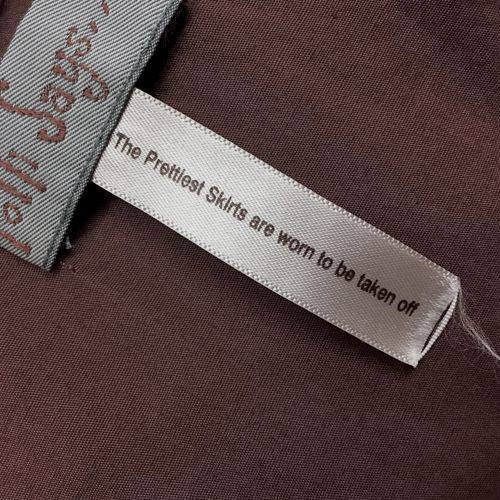 The Prettiest Skirts are worn to be taken off